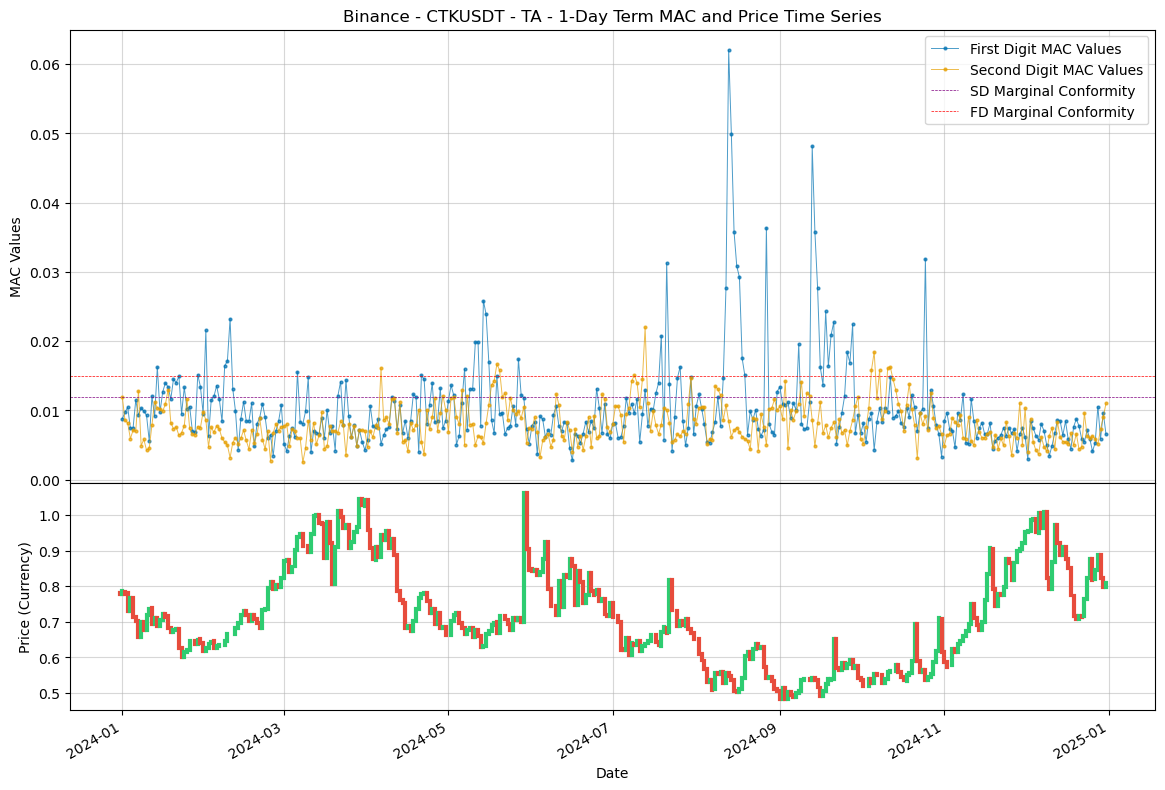 Binance - CTKUSDT - TA - 1-Day Term MAC and Price Time Series
First Digit MAC Values
Second Digit MAC Values
SD Marginal Conformity
FD Marginal Conformity
MAC Values
0.06
0.05
0.04
0.03
0.02
0.01
0.00
Price (Currency)
1.0
0.9
0.8
0.7
0.6
0.5
2024-01
2024-03
2024-05
2024-07
2024-09
2024-11
2025-01
Date